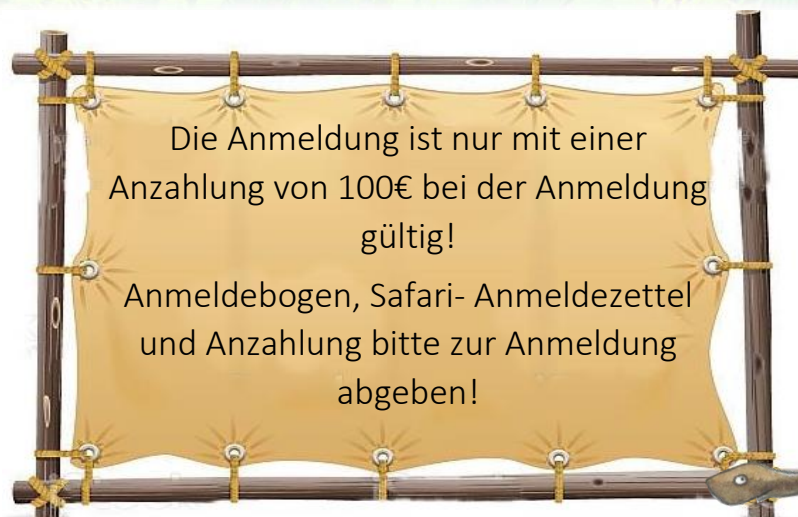 Die Anmeldung ist nur mit einer
Anzahlung von 100€ bei der Anmeldung
gültig!
Anmeldebogen, Safari- Anmeldezettel
und Anzahlung bitte zur Anmeldung
abgeben!